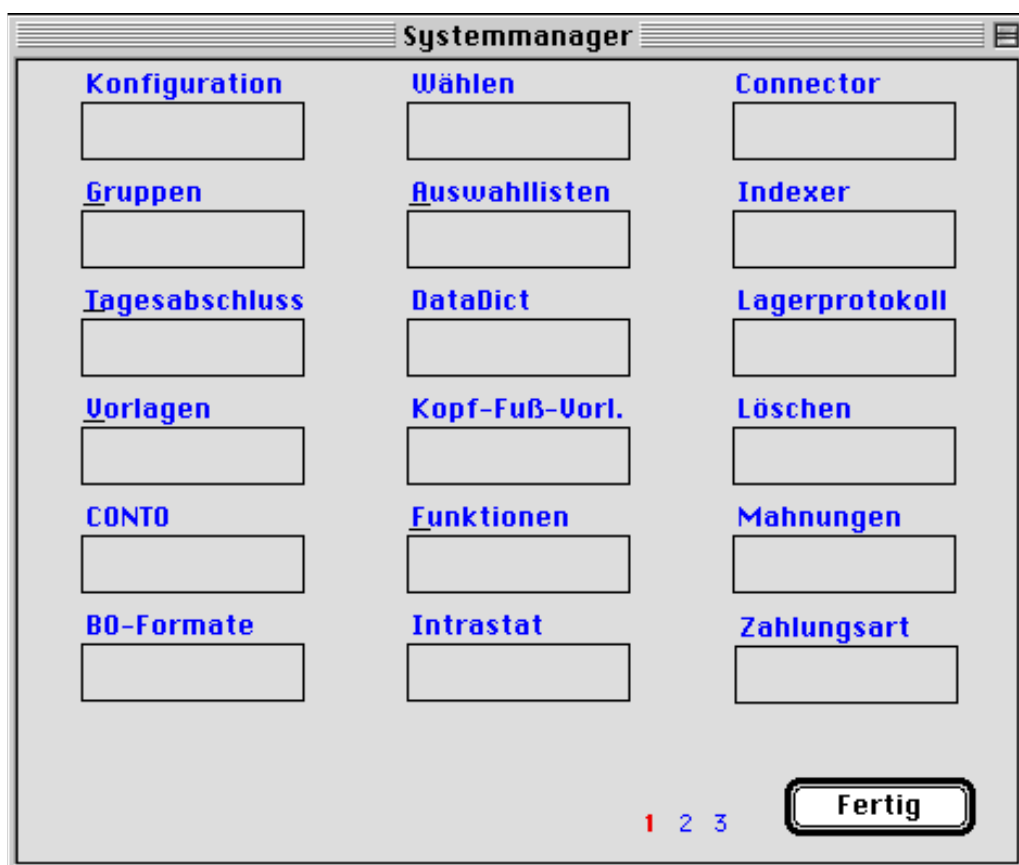 Systemmanager
Konfiguration Wählen Connector
Gruppen Auswahllisten Indexer
Tagesabschluss DataDict Lagerprotokoll
Vorlagen Kopf-Fuß-Vorl. Löschen
CONTO Funktionen Mahnungen
BO-Formate Intrastat Zahlungsart
1 2 3 Fertig